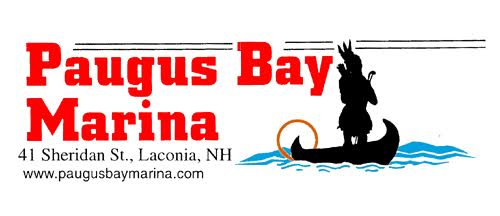 Paugus Bay
Marina
41 Sheridan St., Laconia, NH
www.paugusbaymarina.com